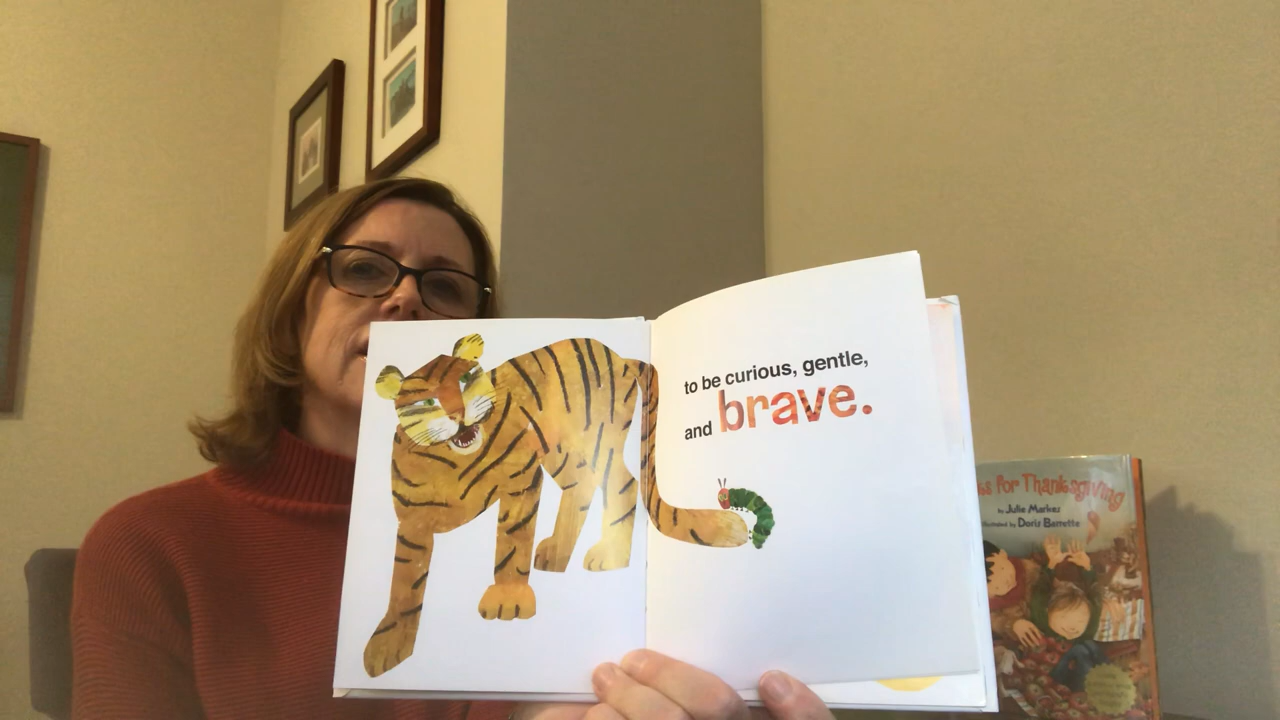 to be curious, gentle,
and brave.
for Thanksgiving
by Julie Markes
illustrated by Doris Barrette